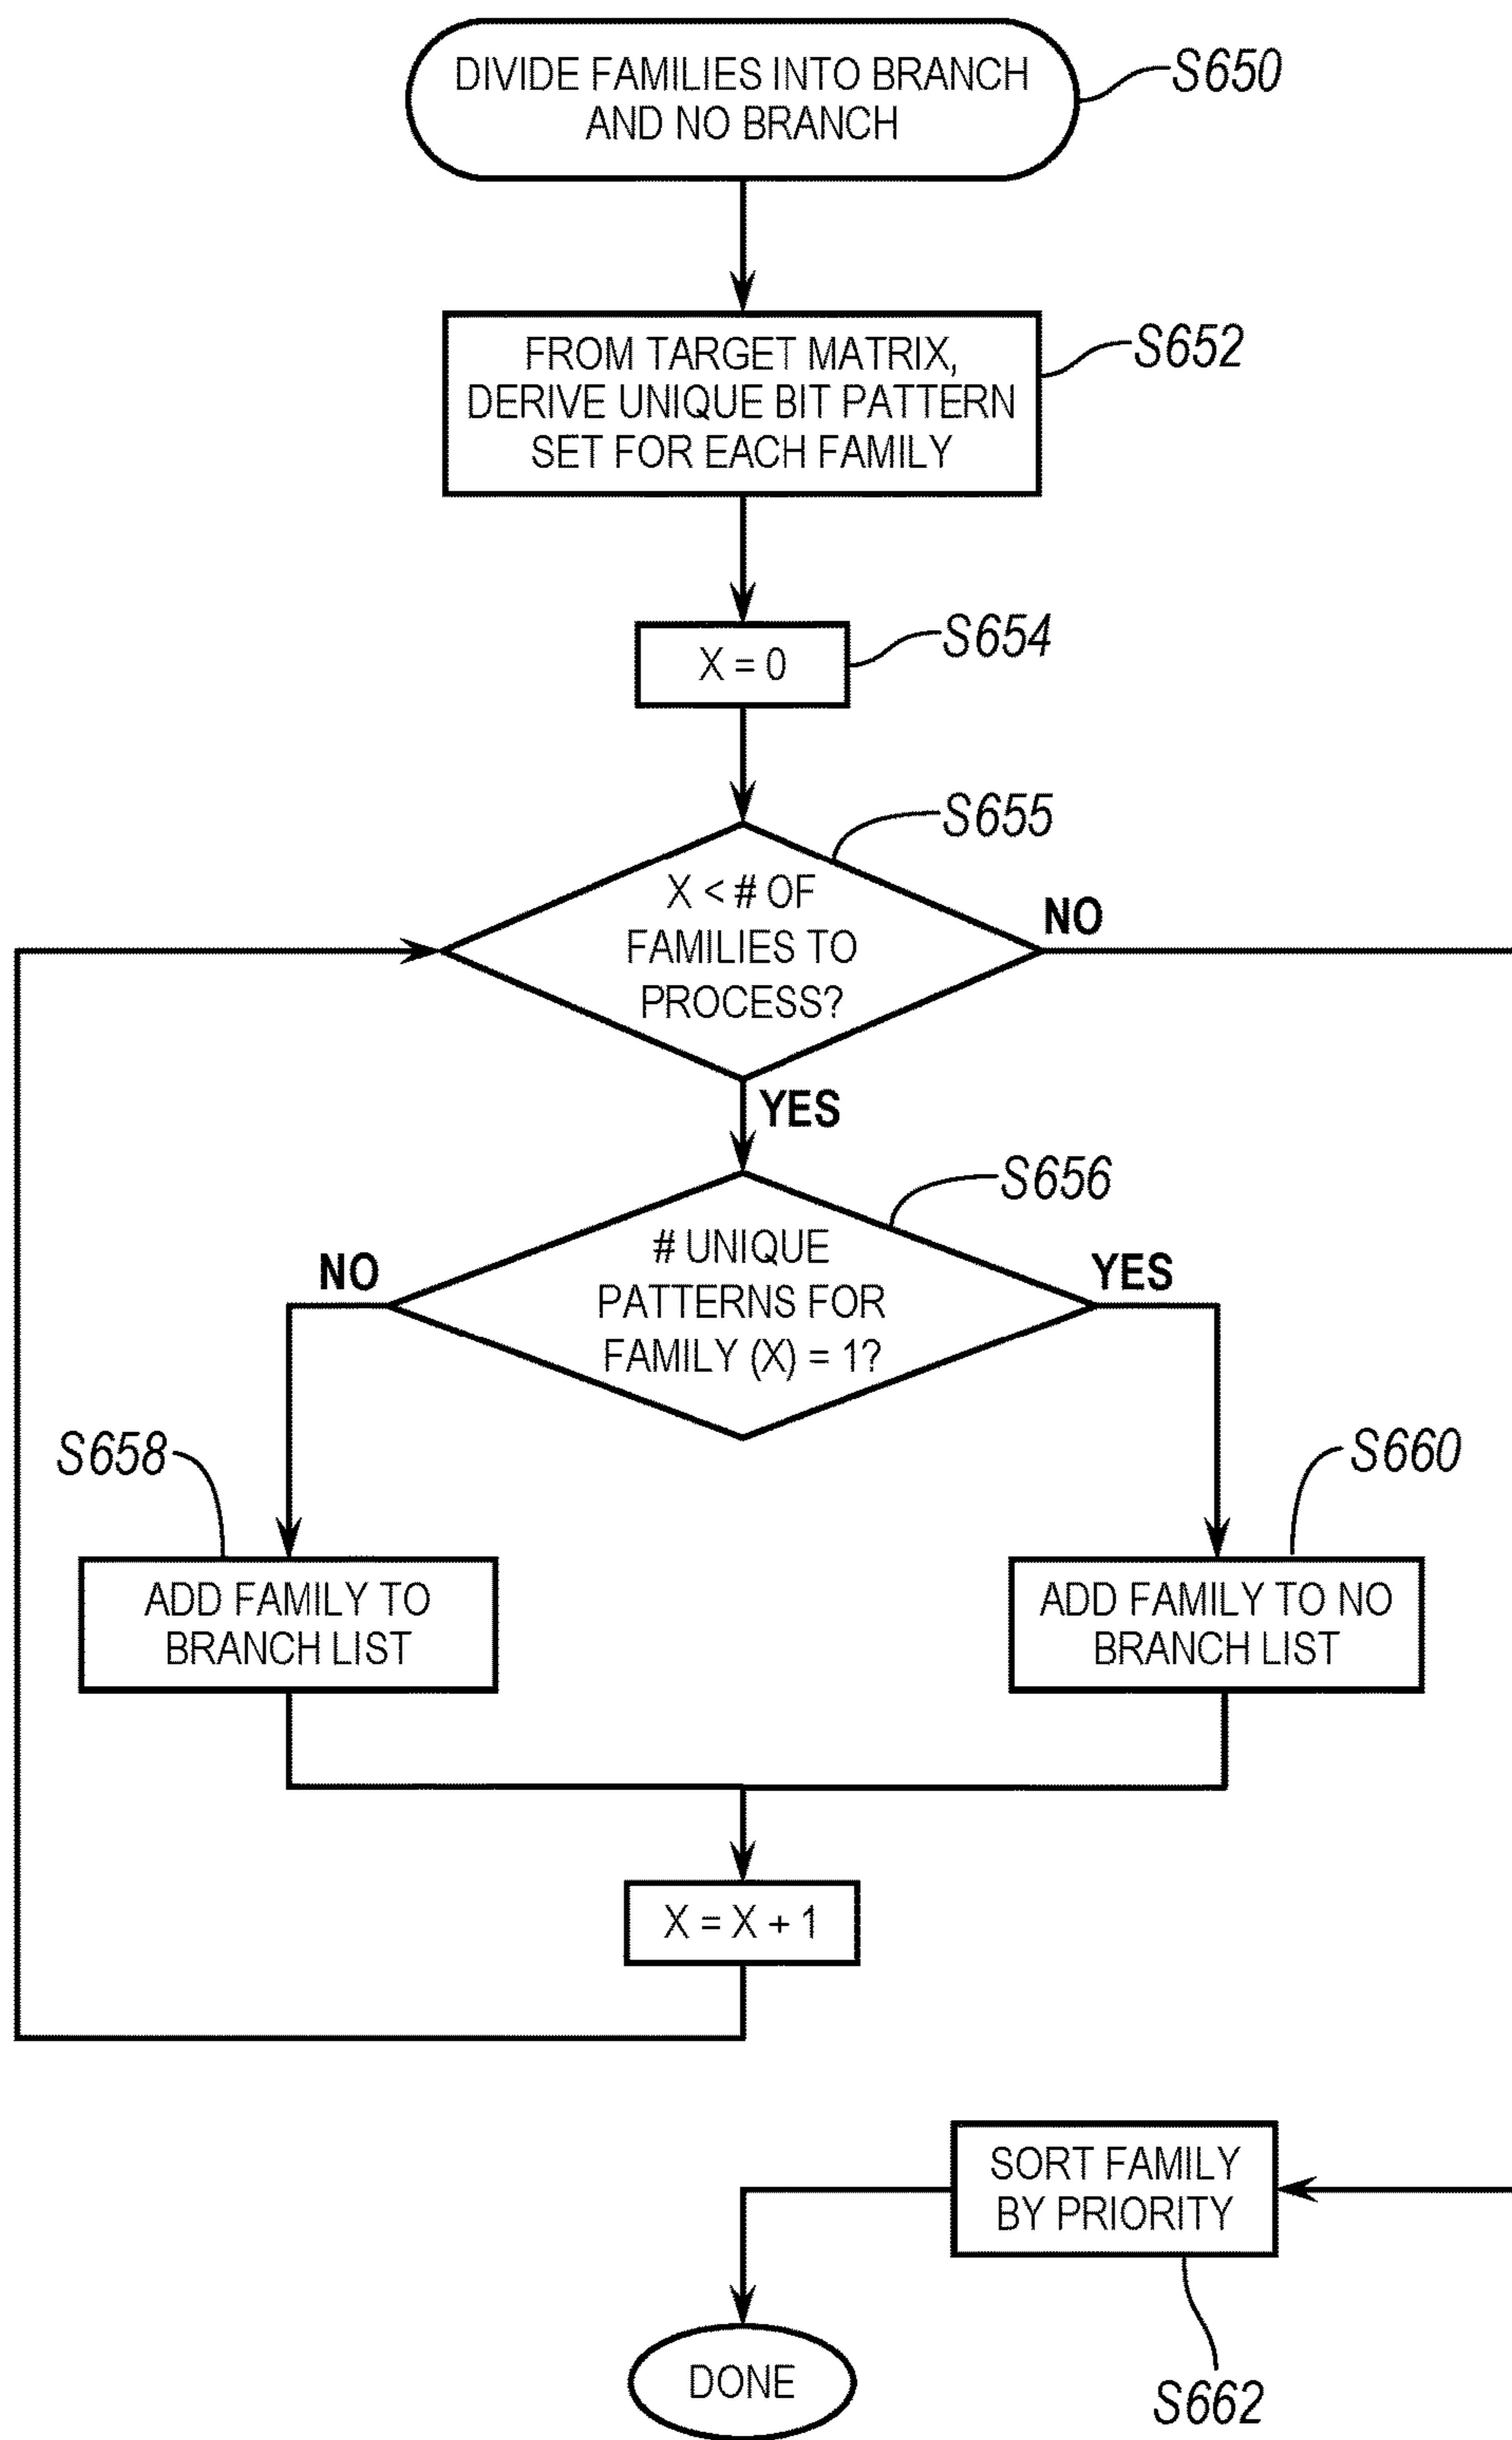 DIVIDE FAMILIES INTO BRANCH
AND NO BRANCH
S650
FROM TARGET MATRIX,
DERIVE UNIQUE BIT PATTERN
SET FOR EACH FAMILY
S652
X = 0
S654
S655
X < # OF
FAMILIES TO
PROCESS?
NO
YES
S656
# UNIQUE
PATTERNS FOR
FAMILY (X) = 1?
NO
YES
S658
S660
ADD FAMILY TO
BRANCH LIST
ADD FAMILY TO NO
BRANCH LIST
X = X + 1
SORT FAMILY
BY PRIORITY
DONE
S662